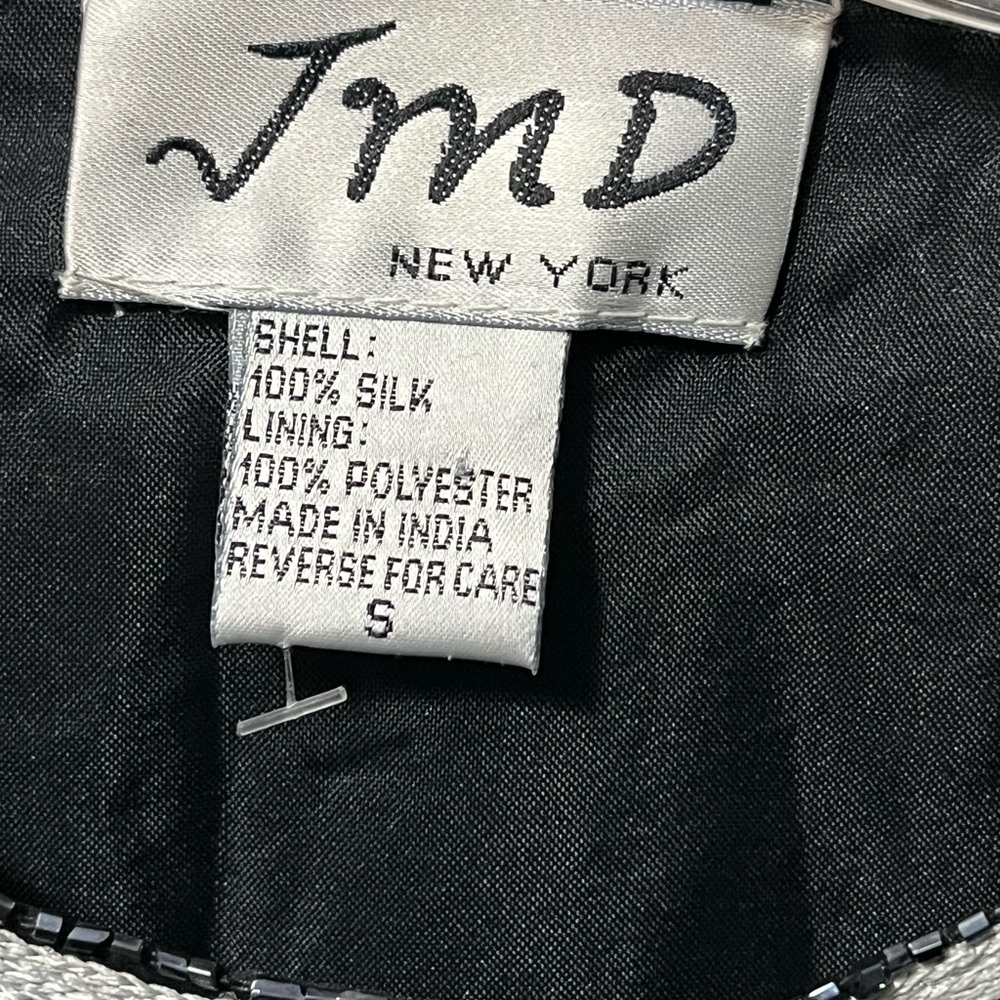 JMD
NEW YORK
SHELL:
100% SILK
LINING:
100% POLYESTER
MADE IN INDIA
REVERSE FOR CARE
S